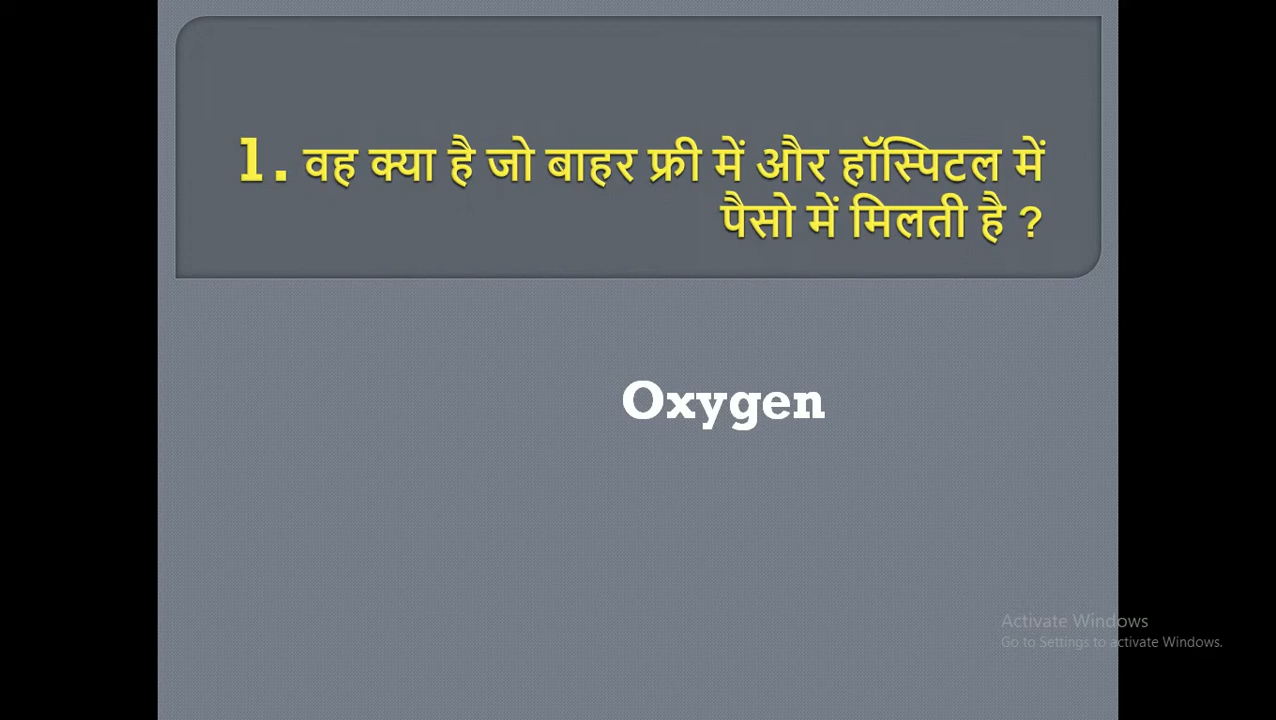 1. वह क्या है जो बाहर फ्री में और हॉस्पिटल में
पैसो में मिलती है ?
Oxygen
Activate Windows
Go to Settings to activate Windows.